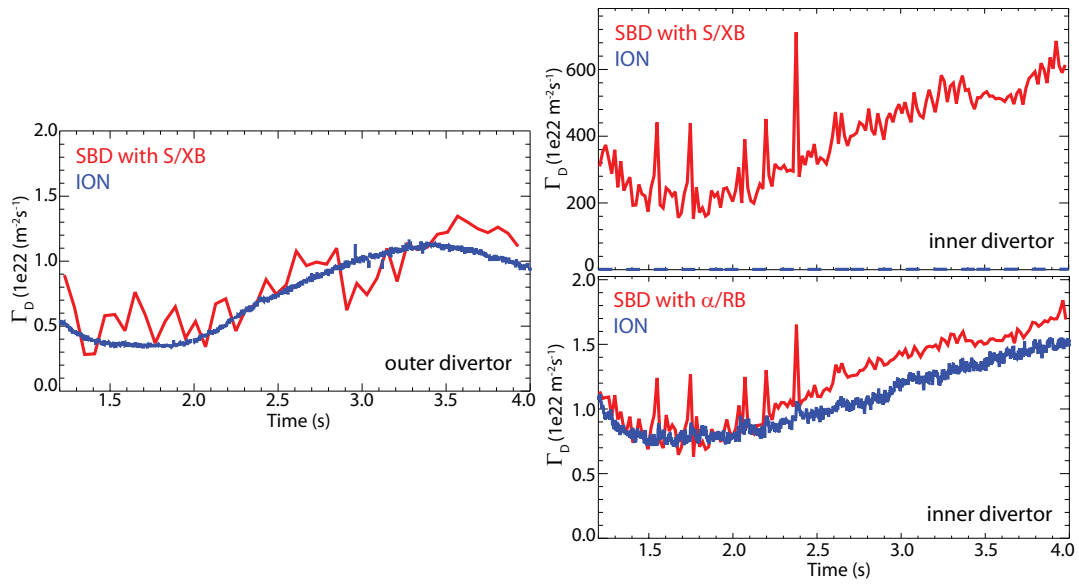 2.0
1.5
1.0
0.5
0.0
Γ_D (1e22 (m⁻²s⁻¹)
SBD with S/XB
ION
outer divertor
1.5 2.0 2.5 3.0 3.5 4.0
Time (s)
600
400
200
0
Γ_D (1e22 m⁻²s⁻¹)
SBD with S/XB
ION
inner divertor
2.0
1.5
1.0
0.5
0.0
Γ_D (1e22 m⁻²s⁻¹)
SBD with α/RB
ION
inner divertor
1.5 2.0 2.5 3.0 3.5 4.0
Time (s)